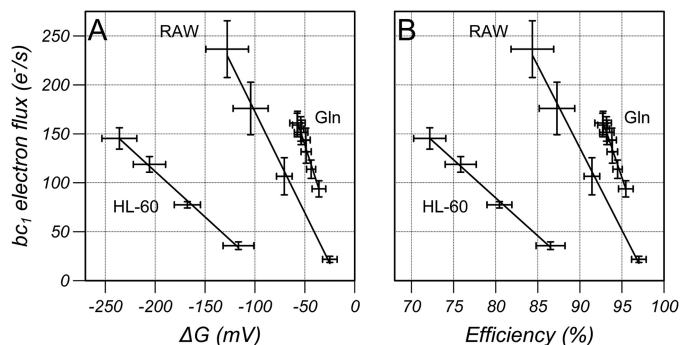 A
RAW
Gln
HL-60
bc1 electron flux (e-/s)
250
200
150
100
50
0
-250 -200 -150 -100 -50 0
ΔG (mV)
B
RAW
Gln
HL-60
70 75 80 85 90 95 100
Efficiency (%)